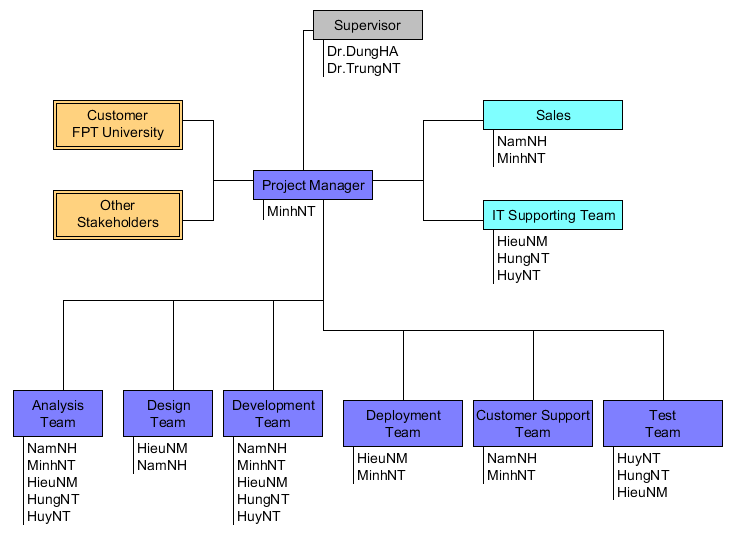 Supervisor
Dr.DungHA
Dr.TrungNT
Customer
FPT University
Sales
NamNH
MinhNT
Project Manager
MinhNT
Other
Stakeholders
IT Supporting Team
HieuNM
HungNT
HuyNT
Analysis
Team
NamNH
MinhNT
HieuNM
HungNT
HuyNT
Design
Team
HieuNM
NamNH
Development
Team
NamNH
MinhNT
HieuNM
HungNT
HuyNT
Deployment
Team
HieuNM
MinhNT
Customer Support
Team
NamNH
MinhNT
Test
Team
HuyNT
HungNT
HieuNM